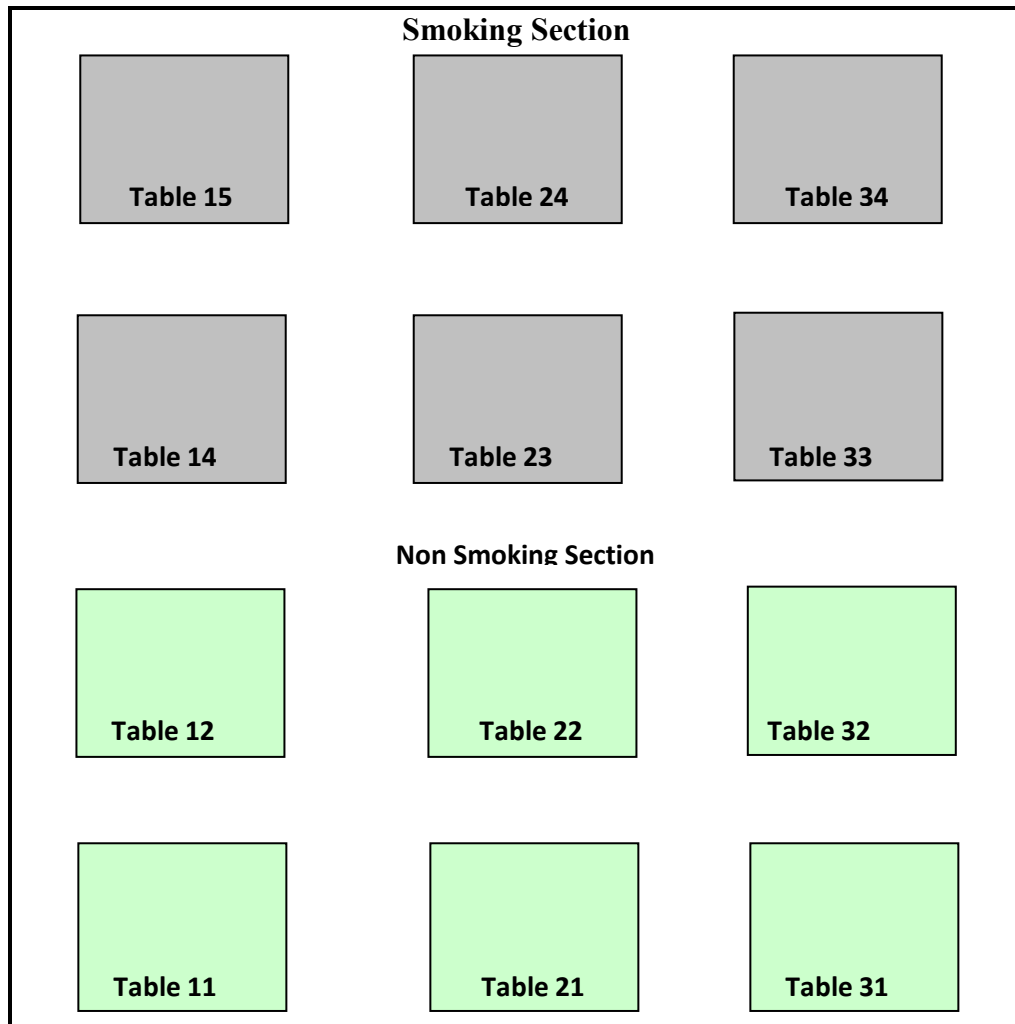 Smoking Section
Table 15 Table 24 Table 34
Table 14 Table 23 Table 33
Non Smoking Section
Table 12 Table 22 Table 32
Table 11 Table 21 Table 31